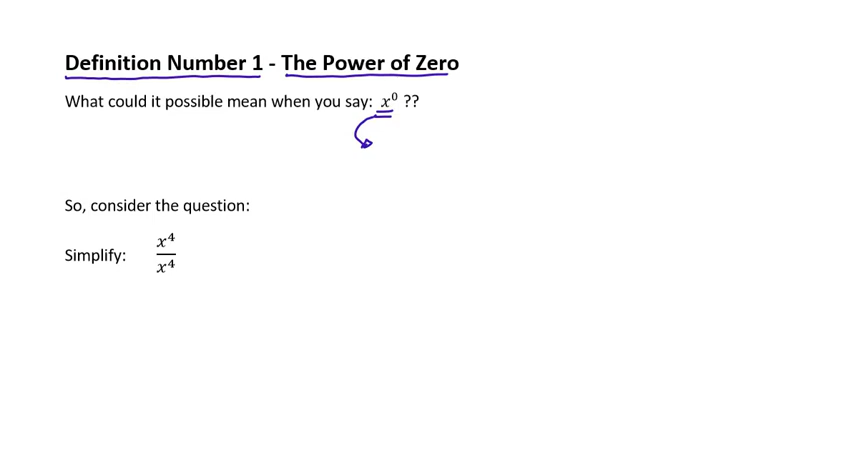 Definition Number 1 - The Power of Zero
What could it possible mean when you say: x⁰ ??
So, consider the question:
Simplify: x⁴/x⁴